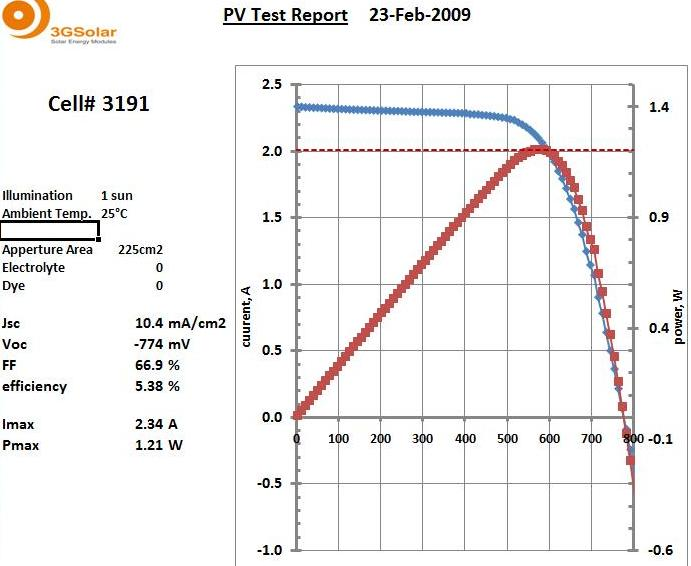 3GSolar
Solar Energy Modules
PV Test Report 23-Feb-2009
Cell# 3191
Illumination 1 sun
Ambient Temp. 25°C
Apperture Area 225cm2
Electrolyte 0
Dye 0
Jsc 10.4 mA/cm2
Voc -774 mV
FF 66.9 %
efficiency 5.38 %
Imax 2.34 A
Pmax 1.21 W
cuurent, A
2.5
2.0
1.5
1.0
0.5
0.0
-0.5
-1.0
0 100 200 300 400 500 600 700 800
1.4
0.9
0.4
-0.1
-0.6
power, W